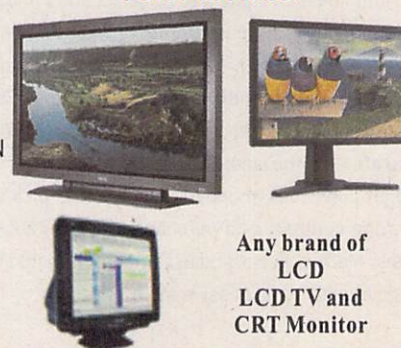 N
Any brand of
LCD
LCD TV and
CRT Monitor